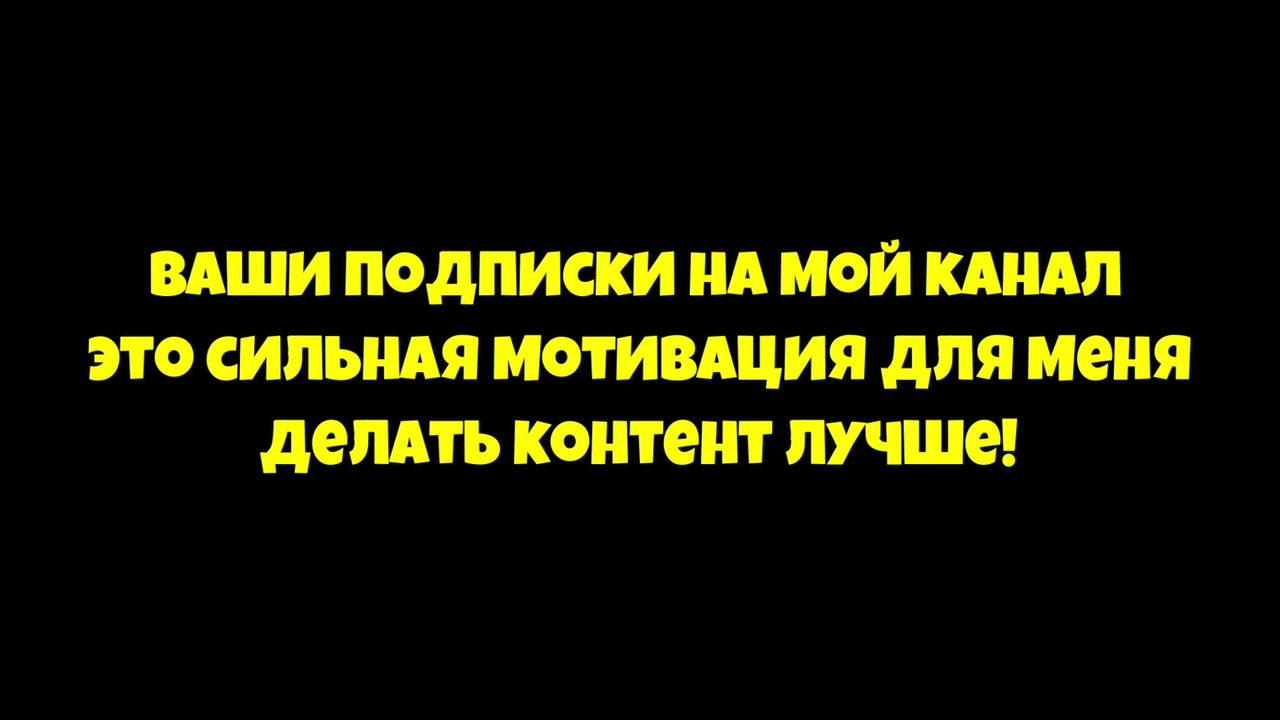 ВАШИ ПОДПИСКИ НА МОЙ КАНАЛ
ЭТО СИЛЬНАЯ МОТИВАЦИЯ ДЛЯ МЕНЯ
ДЕЛАТЬ КОНТЕНТ ЛУЧШЕ!